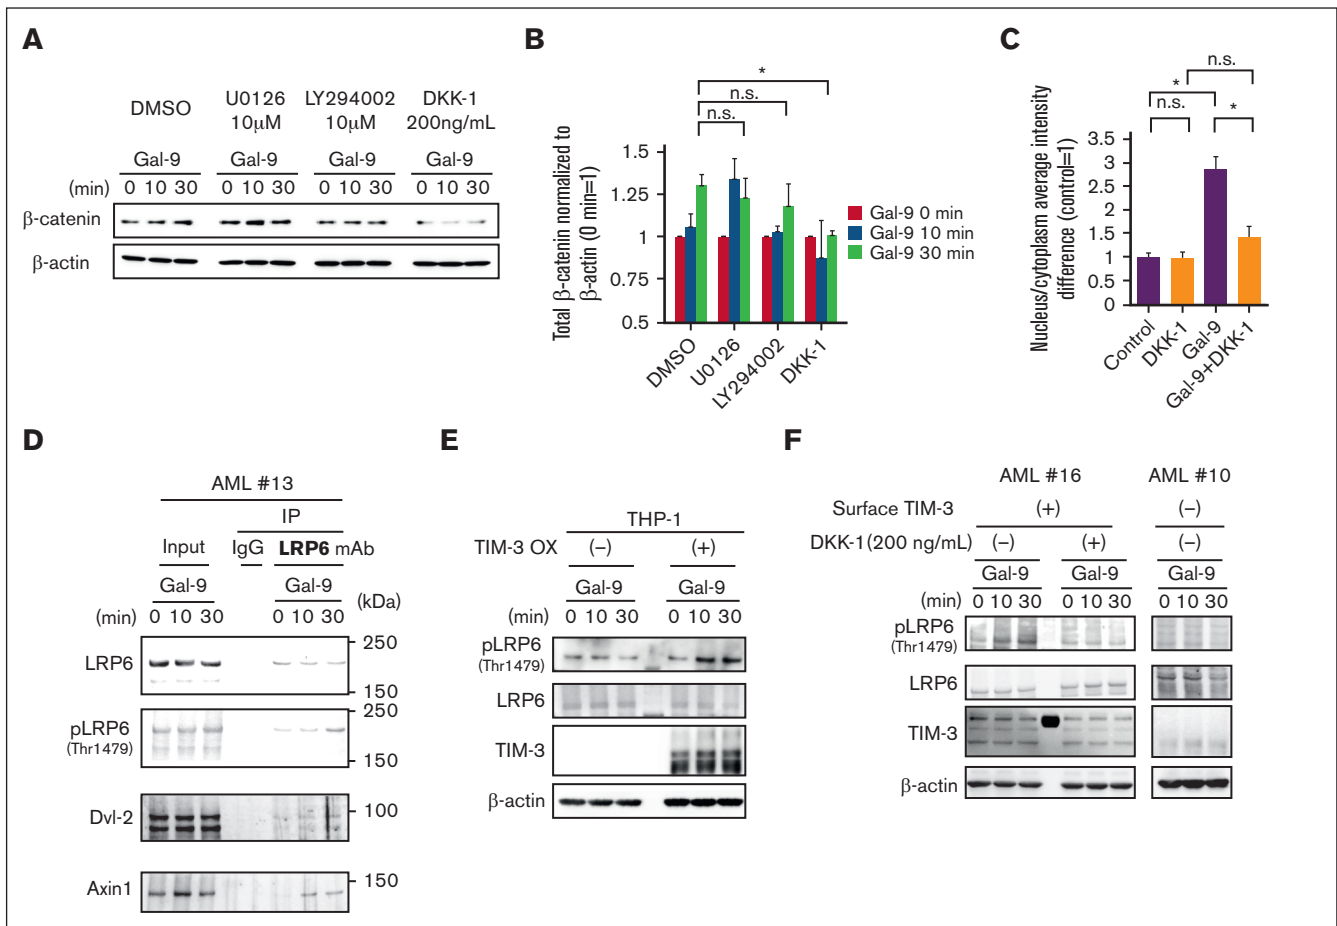 A
DMSO
U0126
10μM
LY294002
10μM
DKK-1
200ng/mL
Gal-9 Gal-9 Gal-9 Gal-9
(min) 0 10 30 0 10 30 0 10 30 0 10 30
β-catenin
β-actin
B
*
n.s.
n.s.
Total β-catenin normalized to
β-actin (0 min=1)
1.5
1.25
1
0.75
0.5
DMSO
U0126
LY294002
DKK-1
Gal-9 0 min
Gal-9 10 min
Gal-9 30 min
C
n.s.
*
n.s.
*
Nucleus/cytoplasm average intensity
difference (control=1)
3.5
3
2.5
2
1.5
1
0.5
0
Control
DKK-1
Gal-9
Gal-9+DKK-1
D
AML #13
IP
Input IgG LRP6 mAb
Gal-9 Gal-9
(kDa)
(min) 0 10 30 0 10 30
LRP6
250
150
pLRP6
(Thr1479)
250
150
Dvl-2
100
Axin1
150
E
THP-1
TIM-3 OX (−) (+)
Gal-9 Gal-9
(min) 0 10 30 0 10 30
pLRP6
(Thr1479)
LRP6
TIM-3
β-actin
F
AML #16 AML #10
Surface TIM-3 (+) (−)
DKK-1(200 ng/mL) (−) (+) (−)
Gal-9 Gal-9 Gal-9
(min) 0 10 30 0 10 30 0 10 30
pLRP6
(Thr1479)
LRP6
TIM-3
β-actin